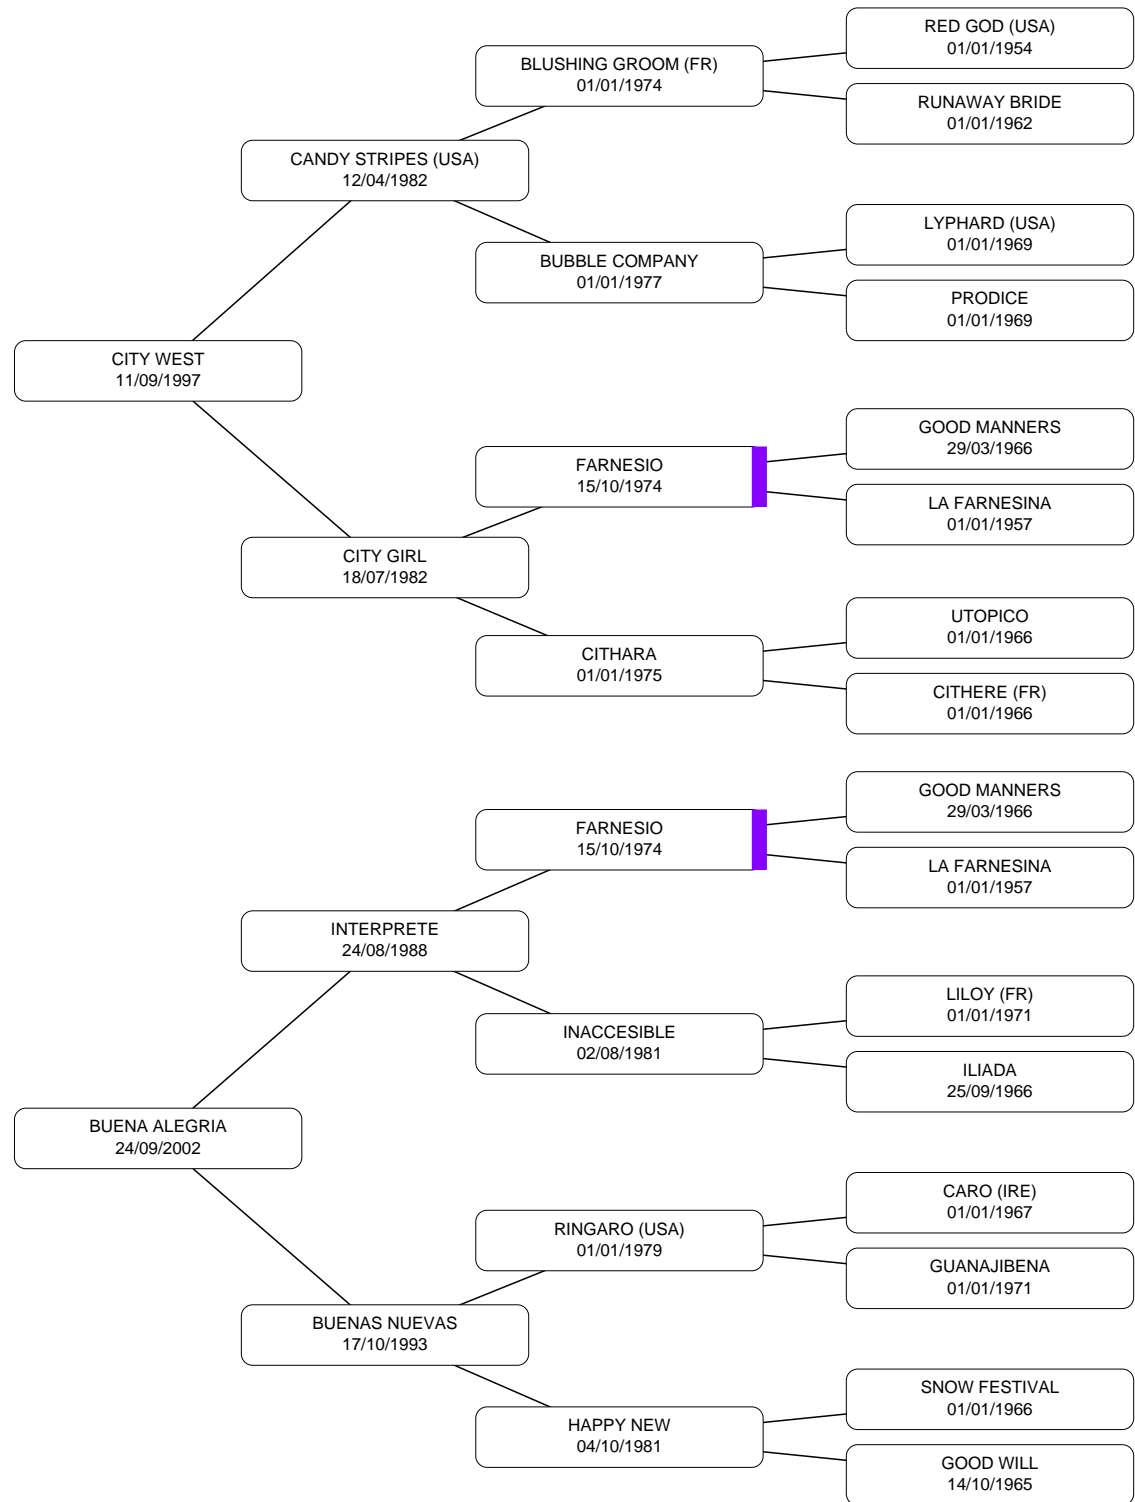 RED GOD (USA)
01/01/1954
BLUSHING GROOM (FR)
01/01/1974
RUNAWAY BRIDE
01/01/1962
CANDY STRIPES (USA)
12/04/1982
LYPHARD (USA)
01/01/1969
BUBBLE COMPANY
01/01/1977
PRODICE
01/01/1969
CITY WEST
11/09/1997
GOOD MANNERS
29/03/1966
FARNESIO
15/10/1974
LA FARNESINA
01/01/1957
CITY GIRL
18/07/1982
UTOPICO
01/01/1966
CITHARA
01/01/1975
CITHERE (FR)
01/01/1966
GOOD MANNERS
29/03/1966
FARNESIO
15/10/1974
LA FARNESINA
01/01/1957
INTERPRETE
24/08/1988
LILOY (FR)
01/01/1971
INACCESIBLE
02/08/1981
ILIADA
25/09/1966
BUENA ALEGRIA
24/09/2002
CARO (IRE)
01/01/1967
RINGARO (USA)
01/01/1979
GUANAJIBENA
01/01/1971
BUENAS NUEVAS
17/10/1993
SNOW FESTIVAL
01/01/1966
HAPPY NEW
04/10/1981
GOOD WILL
14/10/1965